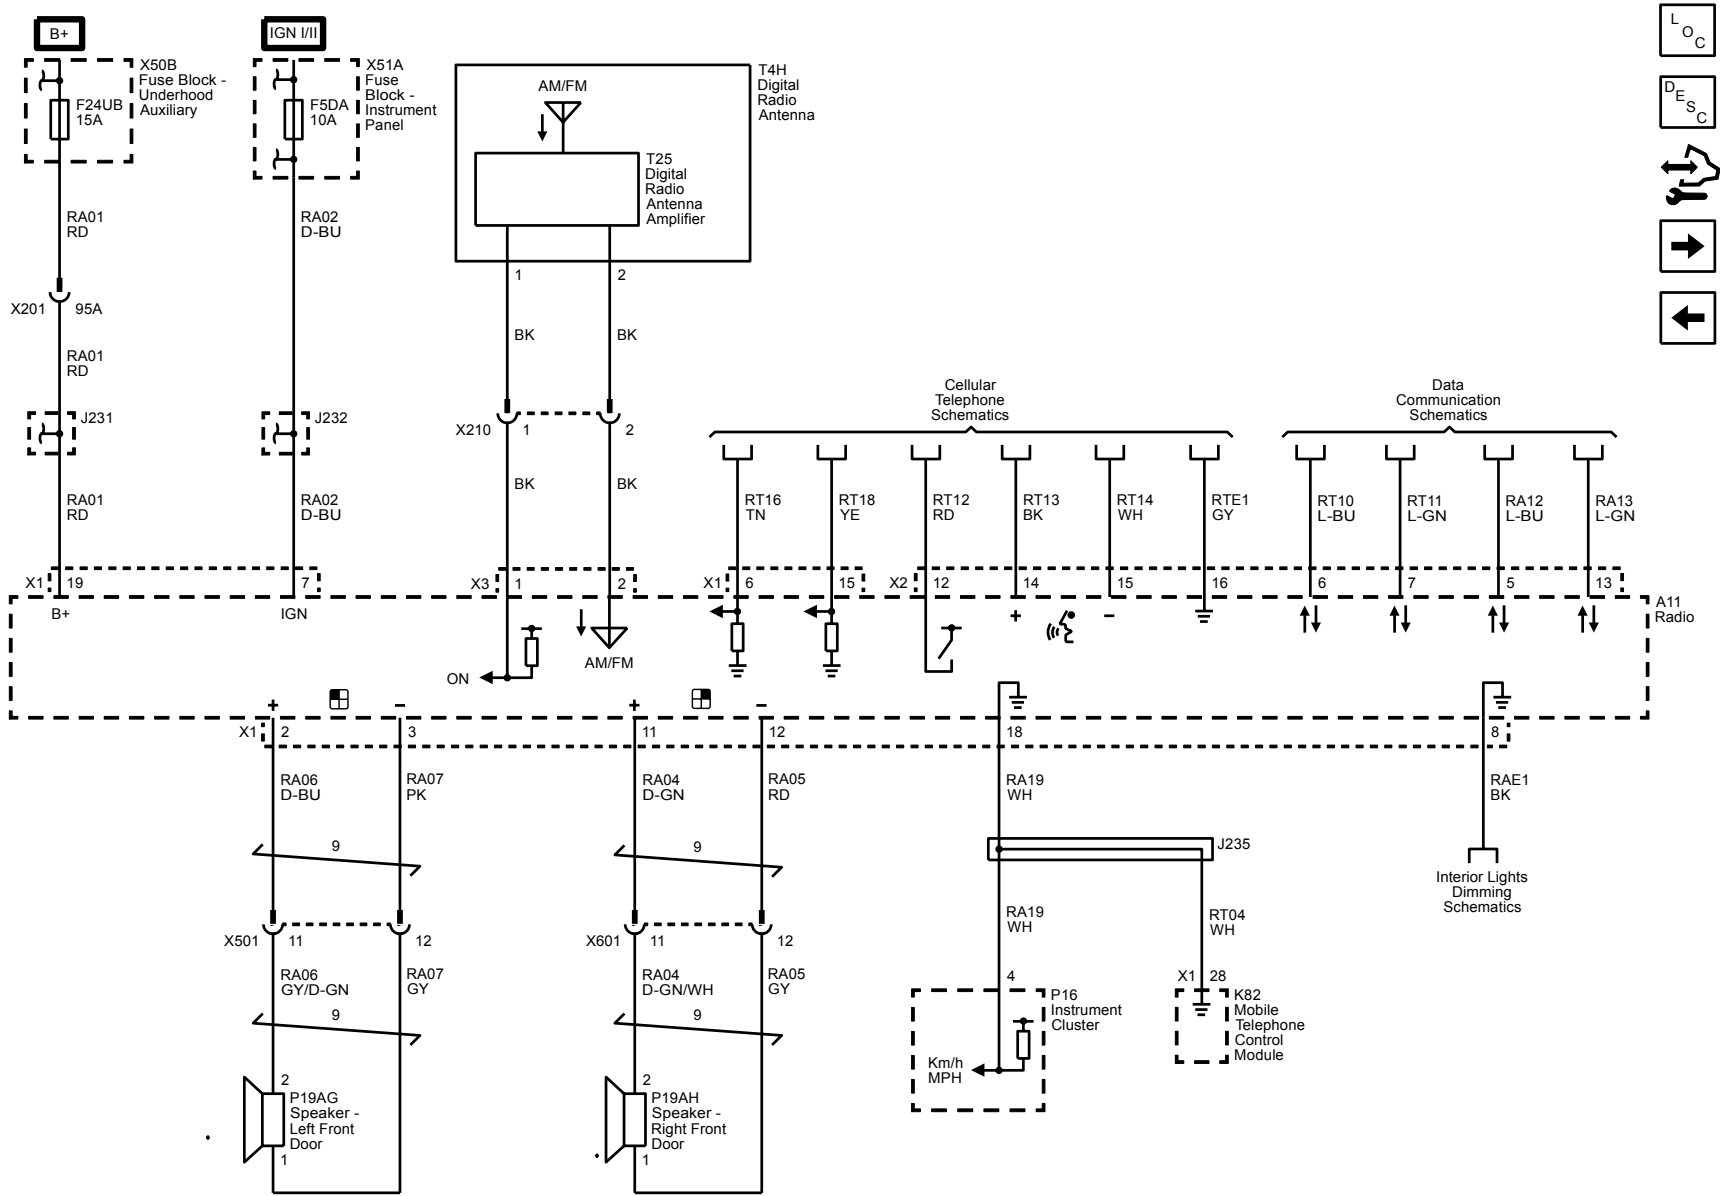 B+
IGN I/II
X50B
Fuse Block -
Underhood
Auxiliary
F24UB
15A
X51A
Fuse
Block -
Instrument
Panel
F5DA
10A
T4H
Digital
Radio
Antenna
AM/FM
T25
Digital
Radio
Antenna
Amplifier
L
O
C
D
E
S
C
RA01
RD
RA02
D-BU
1
2
X201
95A
BK
BK
RA01
RD
J231
J232
X210
1
2
Cellular
Telephone
Schematics
Data
Communication
Schematics
RA01
RD
RA02
D-BU
BK
BK
RT16
TN
RT18
YE
RT12
RD
RT13
BK
RT14
WH
RTE1
GY
RT10
L-BU
RT11
L-GN
RA12
L-BU
RA13
L-GN
X1
19
7
X3
1
2
X1
6
15
X2
12
14
15
16
6
7
5
13
B+
IGN
ON
AM/FM
+
−
A11
Radio
+
−
+
−
X1
2
3
11
12
18
8
RA06
D-BU
RA07
PK
RA04
D-GN
RA05
RD
RA19
WH
RAE1
BK
9
9
J235
Interior Lights
Dimming
Schematics
X501
11
12
X601
11
12
RA19
WH
RT04
WH
RA06
GY/D-GN
RA07
GY
RA04
D-GN/WH
RA05
GY
9
9
4
X1
28
P16
Instrument
Cluster
Km/h
MPH
K82
Mobile
Telephone
Control
Module
2
P19AG
Speaker -
Left Front
Door
1
2
P19AH
Speaker -
Right Front
Door
1